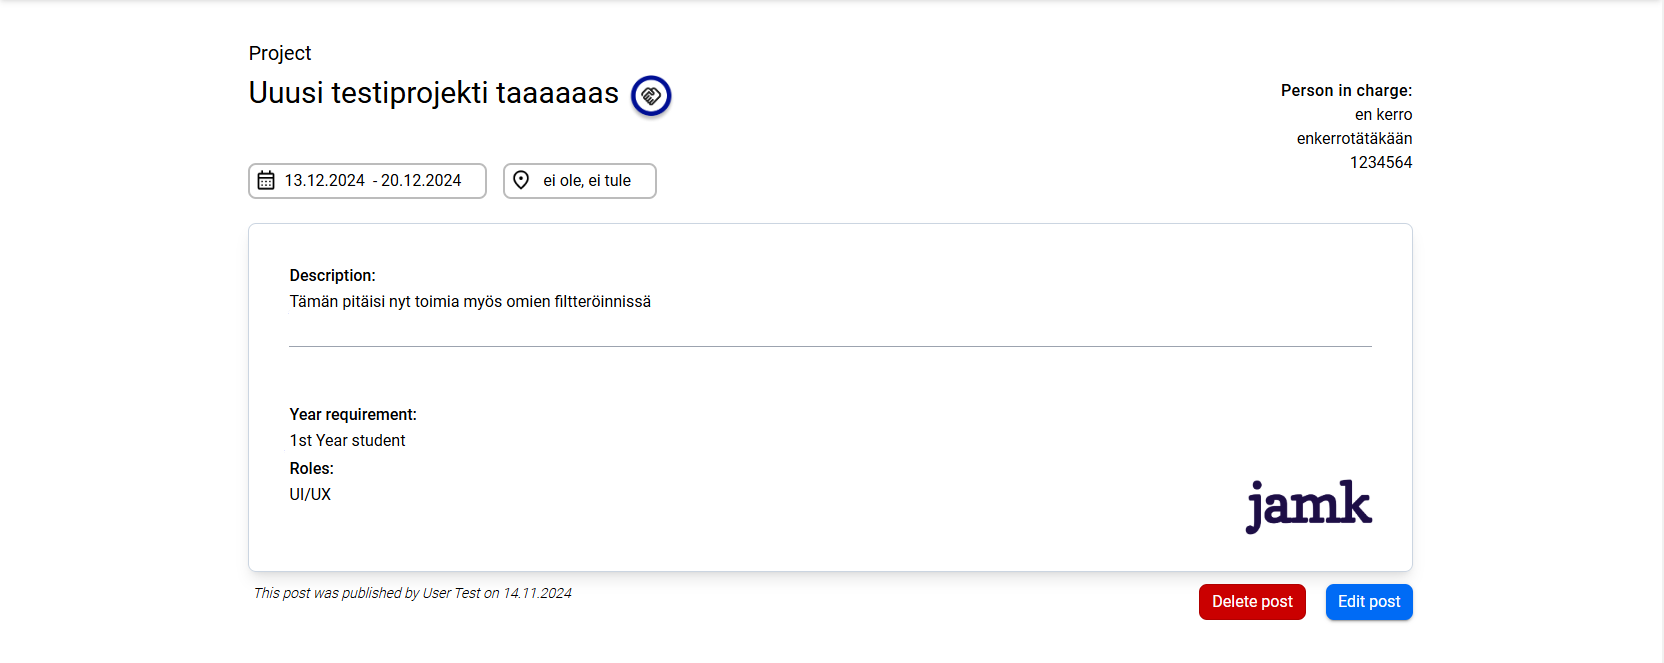 Project
Uuusi testiprojekti taaaaaas
Person in charge:
en kerro
enkerrotätäkään
1234564
13.12.2024 - 20.12.2024
ei ole, ei tule
Description:
Tämän pitäisi nyt toimia myös omien filtteröinnissä
Year requirement:
1st Year student
Roles:
UI/UX
jamk
This post was published by User Test on 14.11.2024
Delete post
Edit post